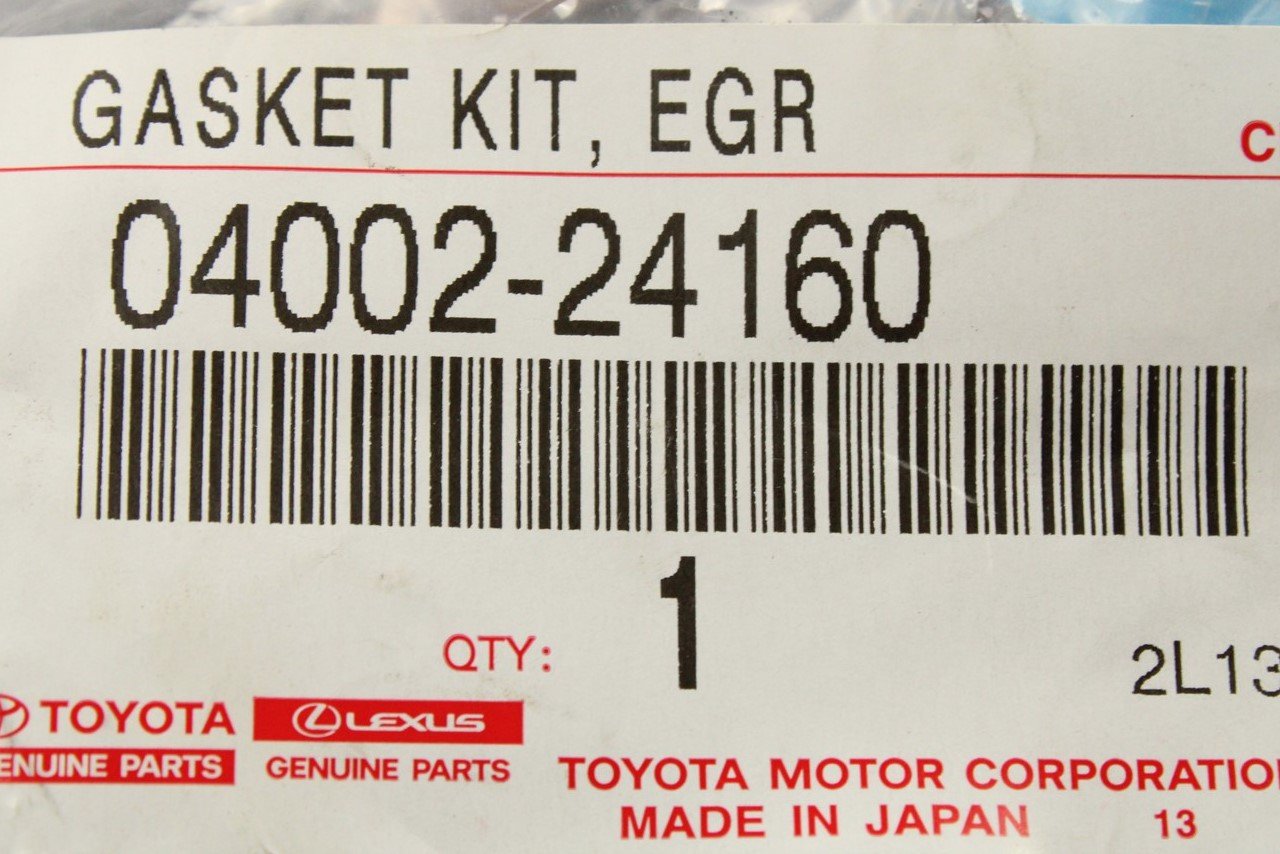 GASKET KIT, EGR
04002-24160
1
QTY:
2L13
TOYOTA
LEXUS
GENUINE PARTS
GENUINE PARTS
TOYOTA MOTOR CORPORATION
MADE IN JAPAN 13